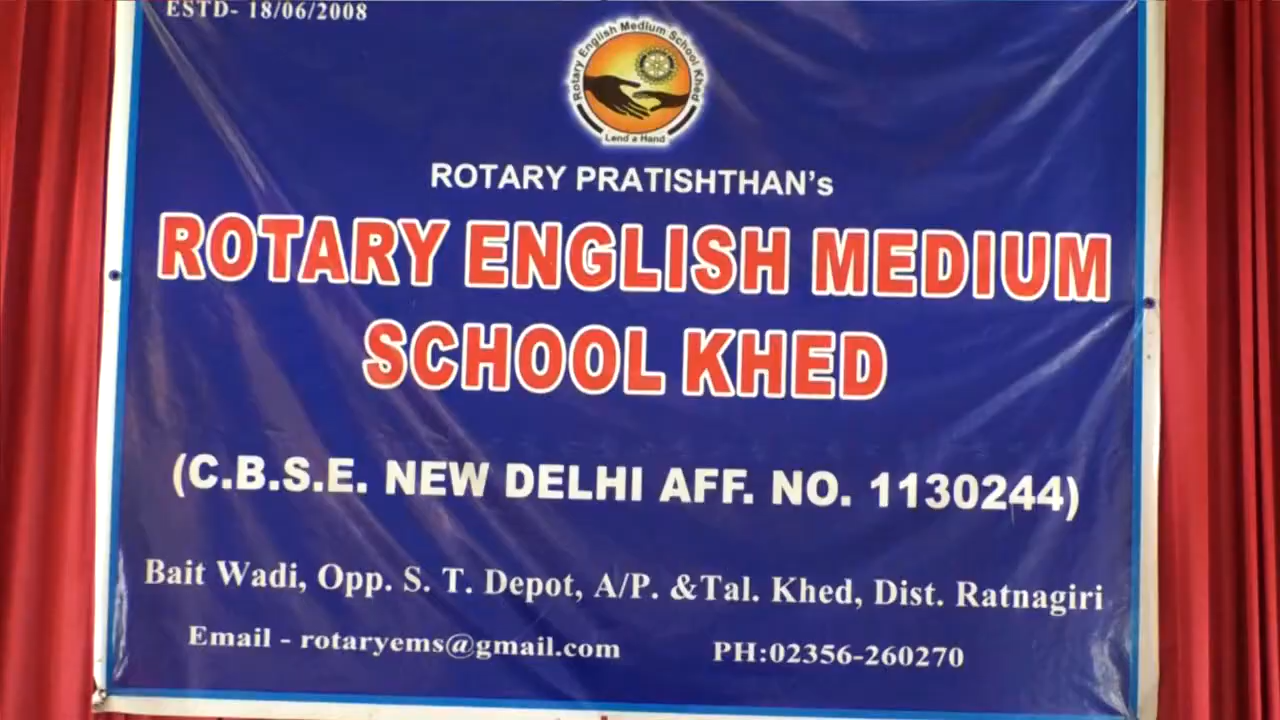 ESTD- 18/06/2008
Rotary English Medium School Khed
Lend a Hand
ROTARY PRATISHTHAN's
ROTARY ENGLISH MEDIUM
SCHOOL KHED
(C.B.S.E. NEW DELHI AFF. NO. 1130244)
Bait Wadi, Opp. S. T. Depot, A/P. &Tal. Khed, Dist. Ratnagiri
Email - rotaryems@gmail.com PH:02356-260270